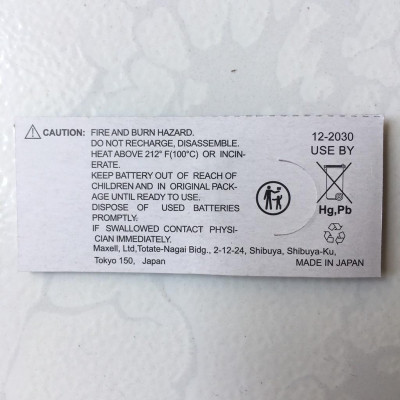 CAUTION: FIRE AND BURN HAZARD.
DO NOT RECHARGE, DISASSEMBLE.
HEAT ABOVE 212° F(100°C) OR INCIN-
ERATE.
KEEP BATTERY OUT OF REACH OF
CHILDREN AND IN ORIGINAL PACK-
AGE UNTIL READY TO USE.
DISPOSE OF USED BATTERIES
PROMPTLY.
IF SWALLOWED CONTACT PHYSI-
CIAN IMMEDIATELY.
Maxell, Ltd,Totate-Nagai Bidg., 2-12-24, Shibuya, Shibuya-Ku,
Tokyo 150, Japan
12-2030
USE BY
Hg,Pb
MADE IN JAPAN